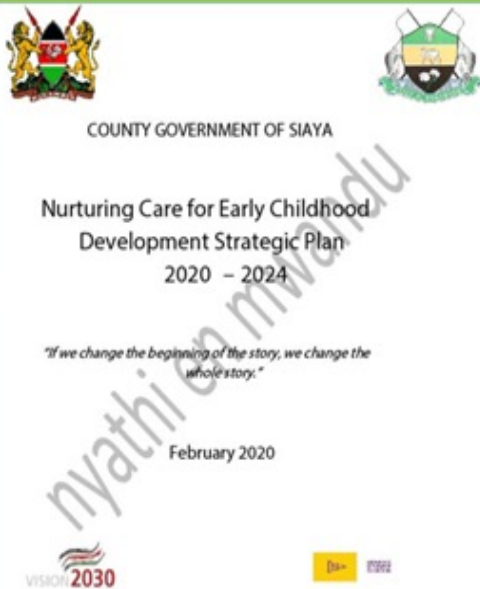 COUNTY GOVERNMENT OF SIAYA
Nurturing Care for Early Childhood
Development Strategic Plan
2020 – 2024
"If we change the beginning of the story, we change the
whole story."
nyathi en mwandu
February 2020
VISION 2030